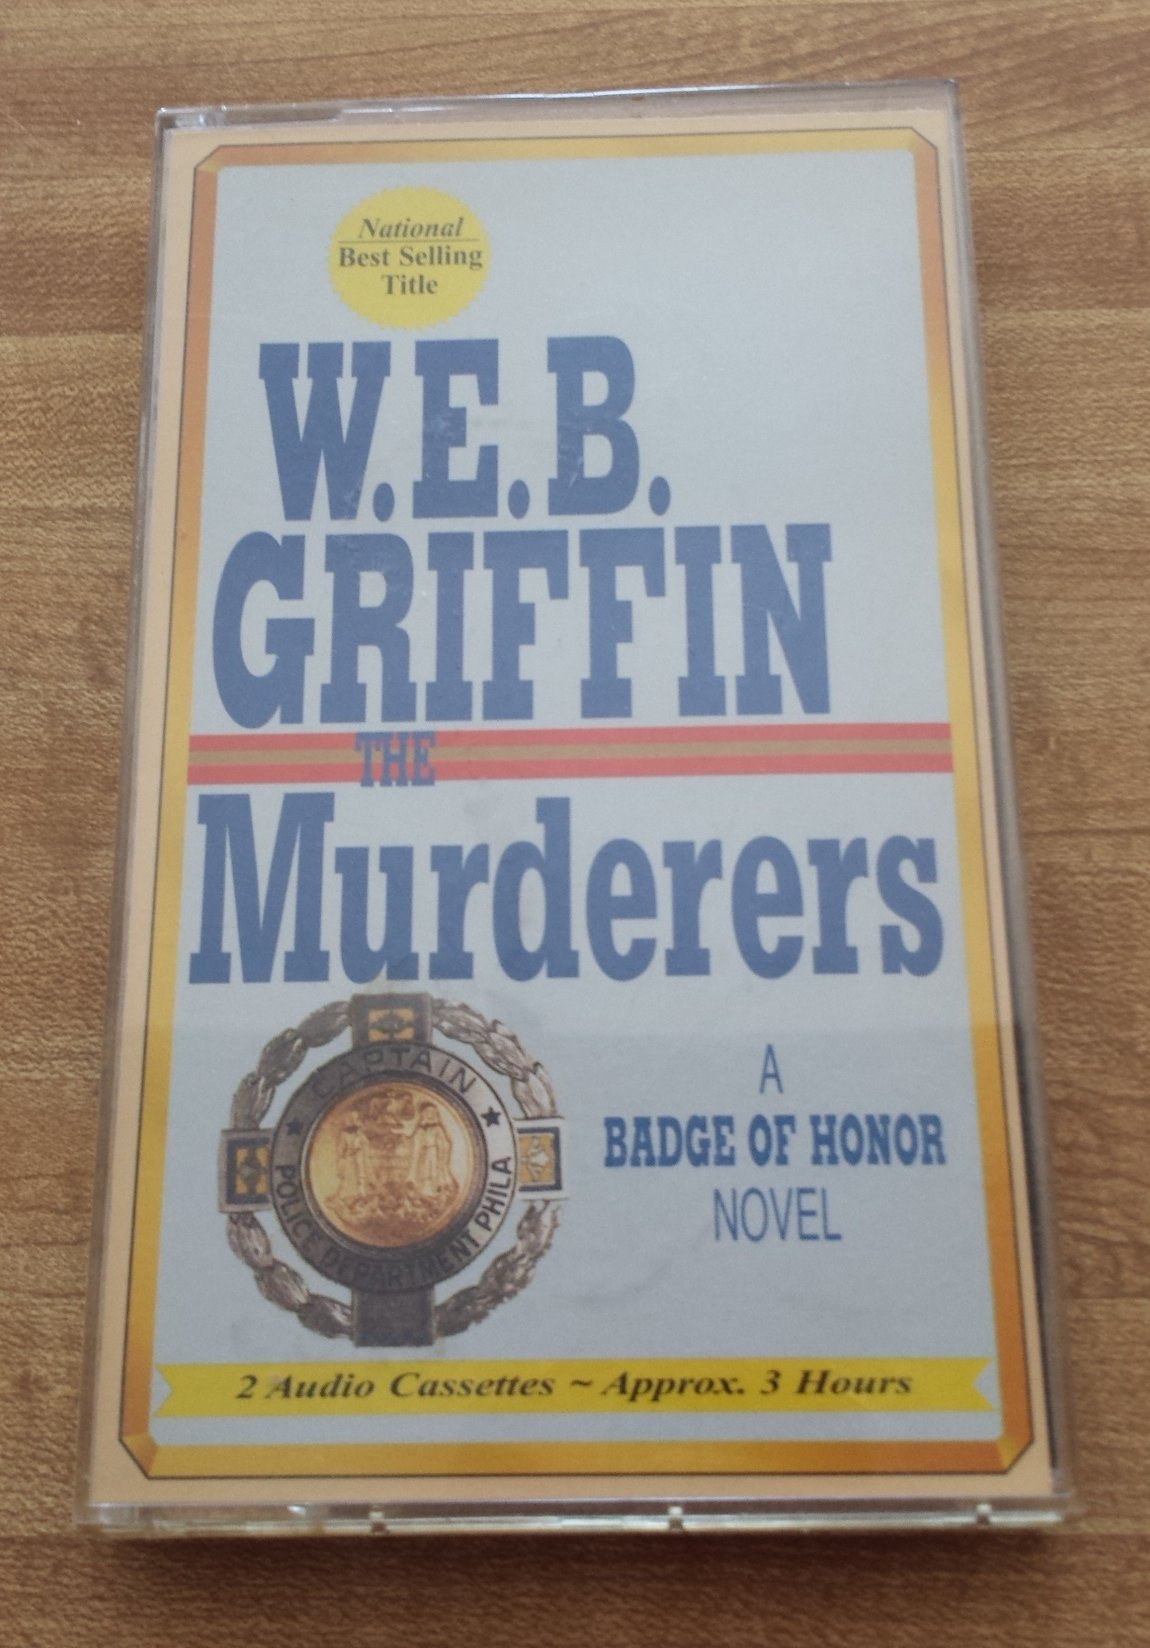 National
Best Selling
Title
W.E.B.
GRIFFIN
THE
Murderers
CAPTAIN
POLICE DEPARTMENT PHILA
A
BADGE OF HONOR
NOVEL
2 Audio Cassettes ~ Approx. 3 Hours